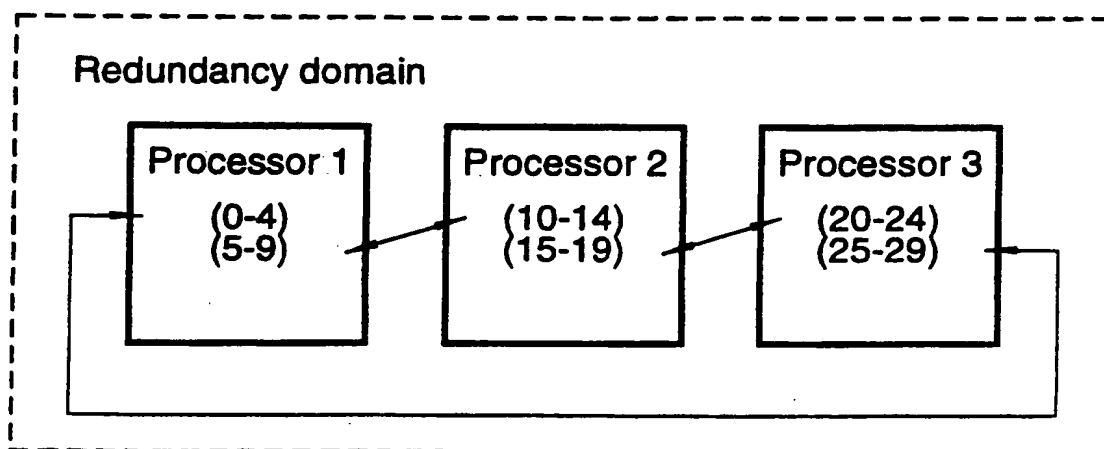 Redundancy domain
Processor 1
(0-4)
(5-9)
Processor 2
(10-14)
(15-19)
Processor 3
(20-24)
(25-29)